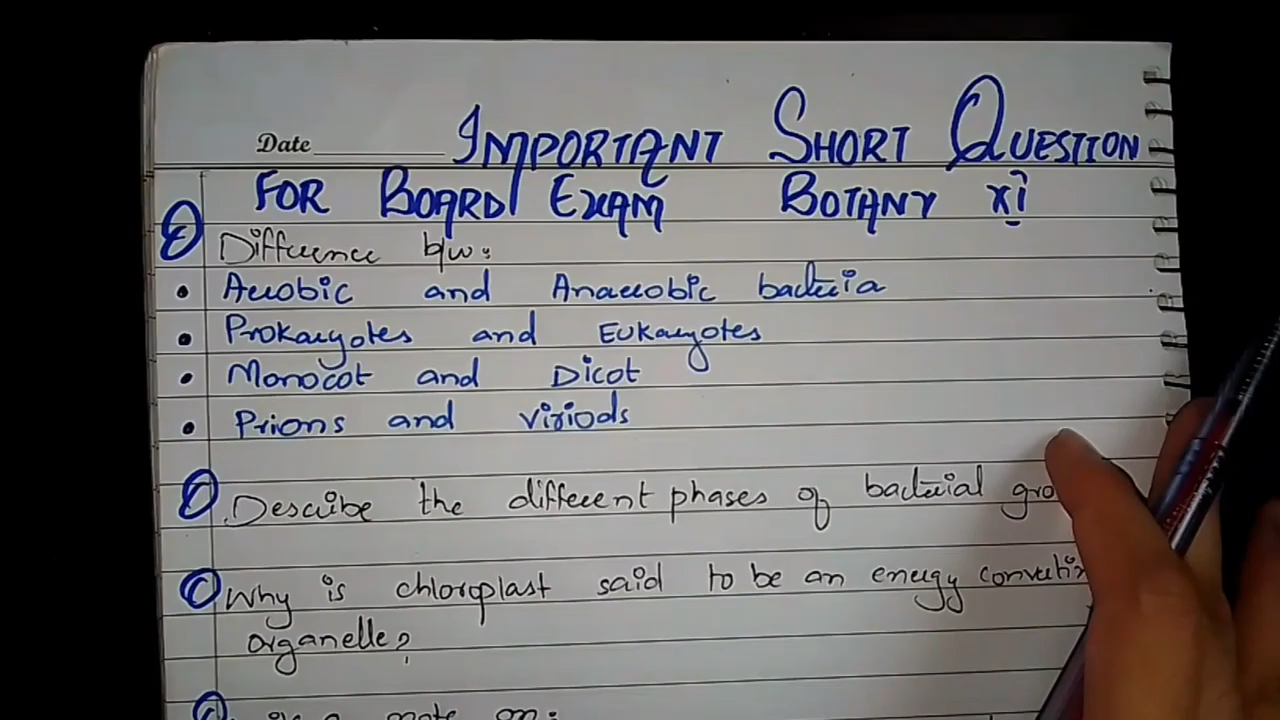 Date
IMPORTANT SHORT QUESTION
FOR BOARD EXAM BOTANY XI
Difference b/w:
• Aerobic and Anaerobic bacteria
• Prokaryotes and Eukaryotes
• Monocot and Dicot
• Prions and Viriods
Describe the different phases of bacterial
Why is chloroplast said to be an energy
organelle?
a note on: